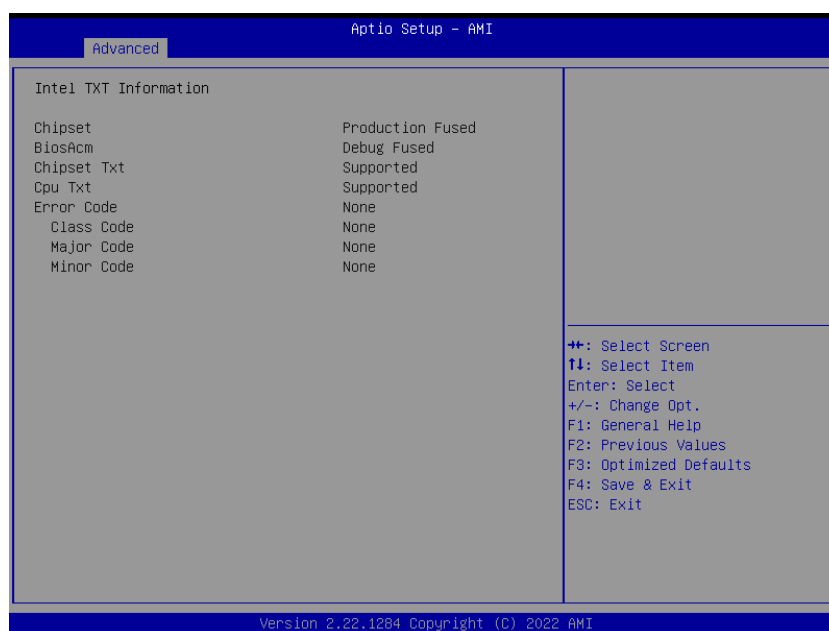 Aptio Setup – AMI
Advanced
Intel TXT Information
Chipset Production Fused
BiosAcm Debug Fused
Chipset Txt Supported
Cpu Txt Supported
Error Code None
Class Code None
Major Code None
Minor Code None
→←: Select Screen
↑↓: Select Item
Enter: Select
+/-: Change Opt.
F1: General Help
F2: Previous Values
F3: Optimized Defaults
F4: Save & Exit
ESC: Exit
Version 2.22.1284 Copyright (C) 2022 AMI